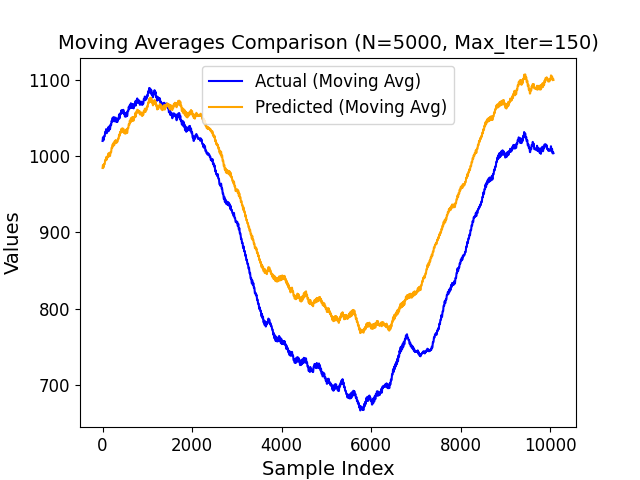 Moving Averages Comparison (N=5000, Max_Iter=150)
Actual (Moving Avg)
Predicted (Moving Avg)
1100
1000
900
800
700
Values
0 2000 4000 6000 8000 10000
Sample Index